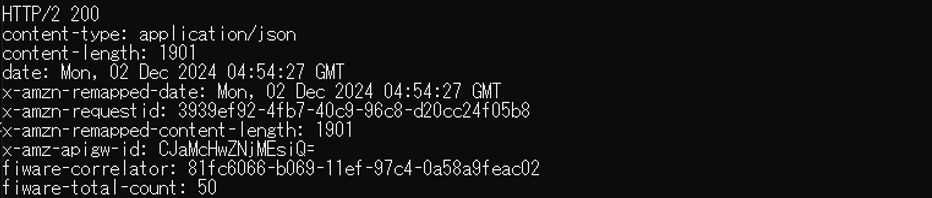 HTTP/2 200
content-type: application/json
content-length: 1901
date: Mon, 02 Dec 2024 04:54:27 GMT
x-amzn-remapped-date: Mon, 02 Dec 2024 04:54:27 GMT
x-amzn-requestid: 3939ef92-4fb7-40c9-96c8-d20cc24f05b8
x-amzn-remapped-content-length: 1901
x-amz-apigw-id: CJaMcHwZNjMEsiQ=
fiware-correlator: 81fc6066-b069-11ef-97c4-0a58a9feac02
fiware-total-count: 50